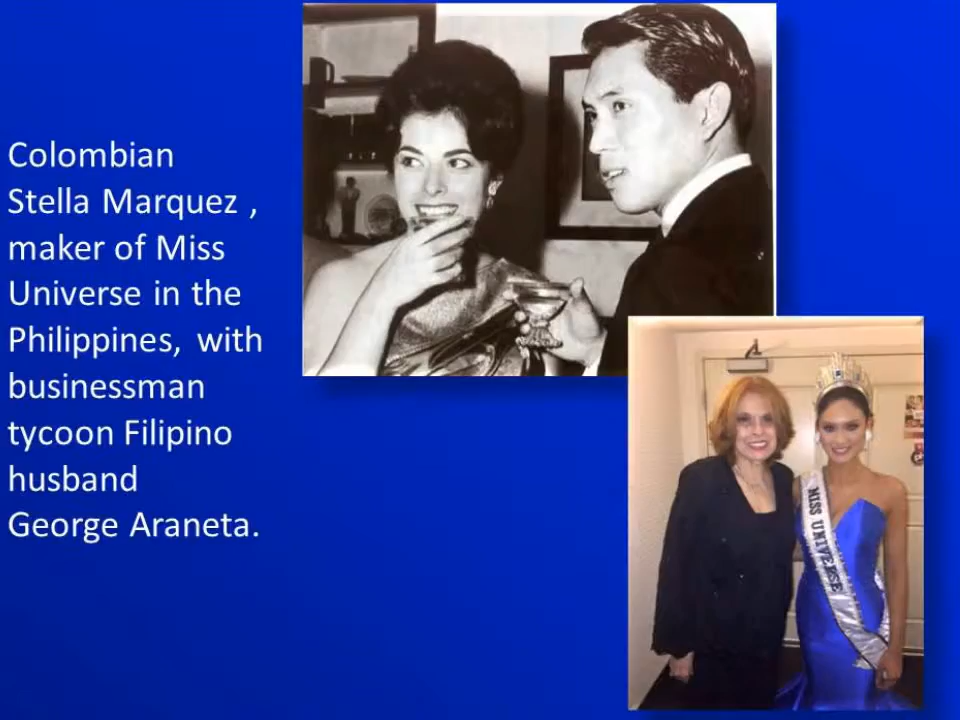 Colombian
Stella Marquez ,
maker of Miss
Universe in the
Philippines, with
businessman
tycoon Filipino
husband
George Araneta.
MISS UNIVERSE